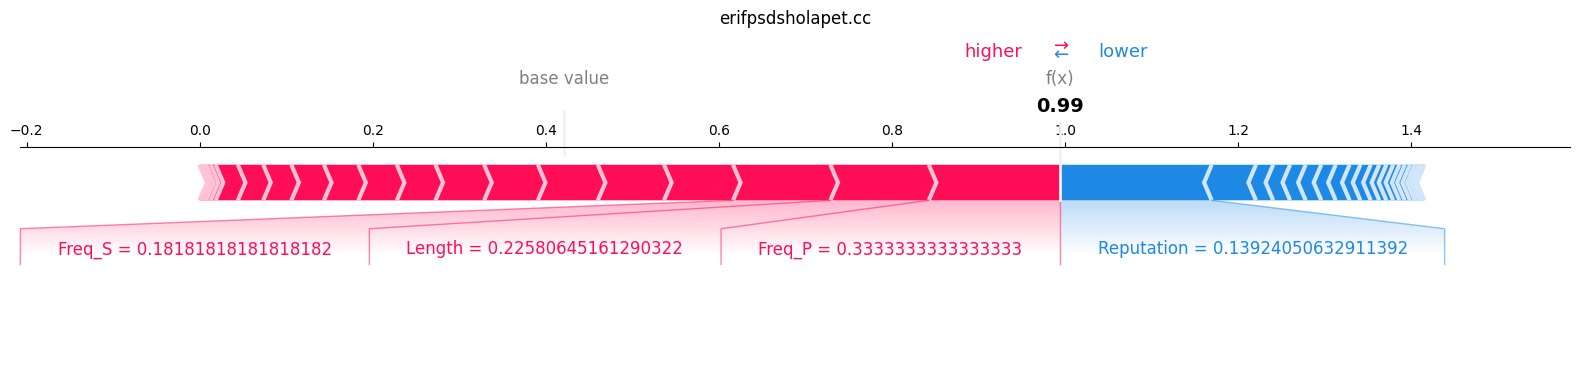 erifpsdsholapet.cc
higher ⇄ lower
base value f(x)
0.99
−0.2 0.0 0.2 0.4 0.6 0.8 1.0 1.2 1.4
Freq_S = 0.18181818181818182 Length = 0.22580645161290322 Freq_P = 0.3333333333333333 Reputation = 0.13924050632911392